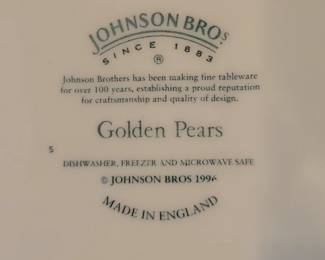 JOHNSON BROS
SINCE 1883
®
Johnson Brothers has been making fine tableware
for over 100 years, establishing a proud reputation
for craftsmanship and quality of design.
Golden Pears
5
DISHWASHER, FREEZER AND MICROWAVE SAFE
© JOHNSON BROS 1996
MADE IN ENGLAND